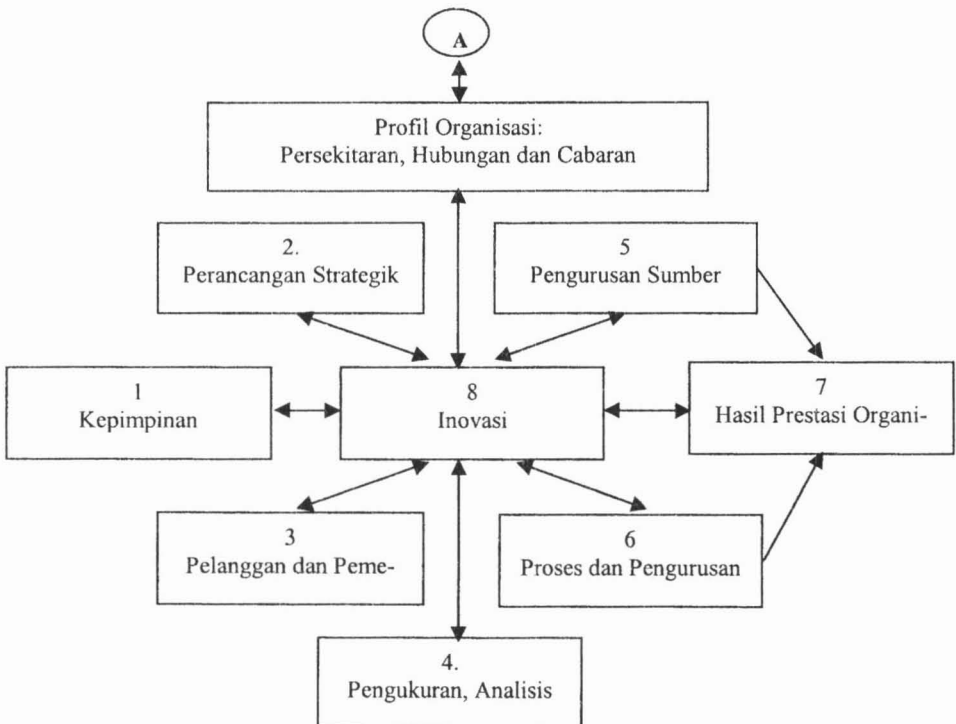 A
Profil Organisasi:
Persekitaran, Hubungan dan Cabaran
2.
Perancangan Strategik
5
Pengurusan Sumber
1
Kepimpinan
8
Inovasi
7
Hasil Prestasi Organi-
3
Pelanggan dan Peme-
6
Proses dan Pengurusan
4.
Pengukuran, Analisis